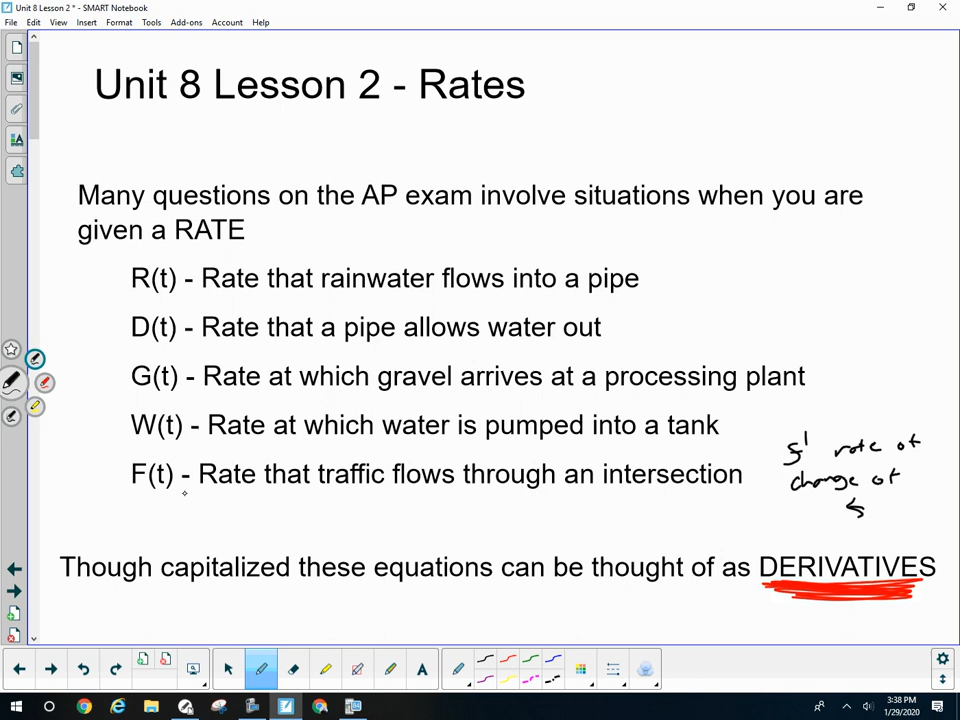 Unit 8 Lesson 2 * - SMART Notebook
File Edit View Insert Format Tools Add-ons Account Help
Unit 8 Lesson 2 - Rates
Many questions on the AP exam involve situations when you are
given a RATE
R(t) - Rate that rainwater flows into a pipe
D(t) - Rate that a pipe allows water out
G(t) - Rate at which gravel arrives at a processing plant
W(t) - Rate at which water is pumped into a tank
F(t) - Rate that traffic flows through an intersection
rate of
change of
Though capitalized these equations can be thought of as DERIVATIVES
3:38 PM
1/29/2020